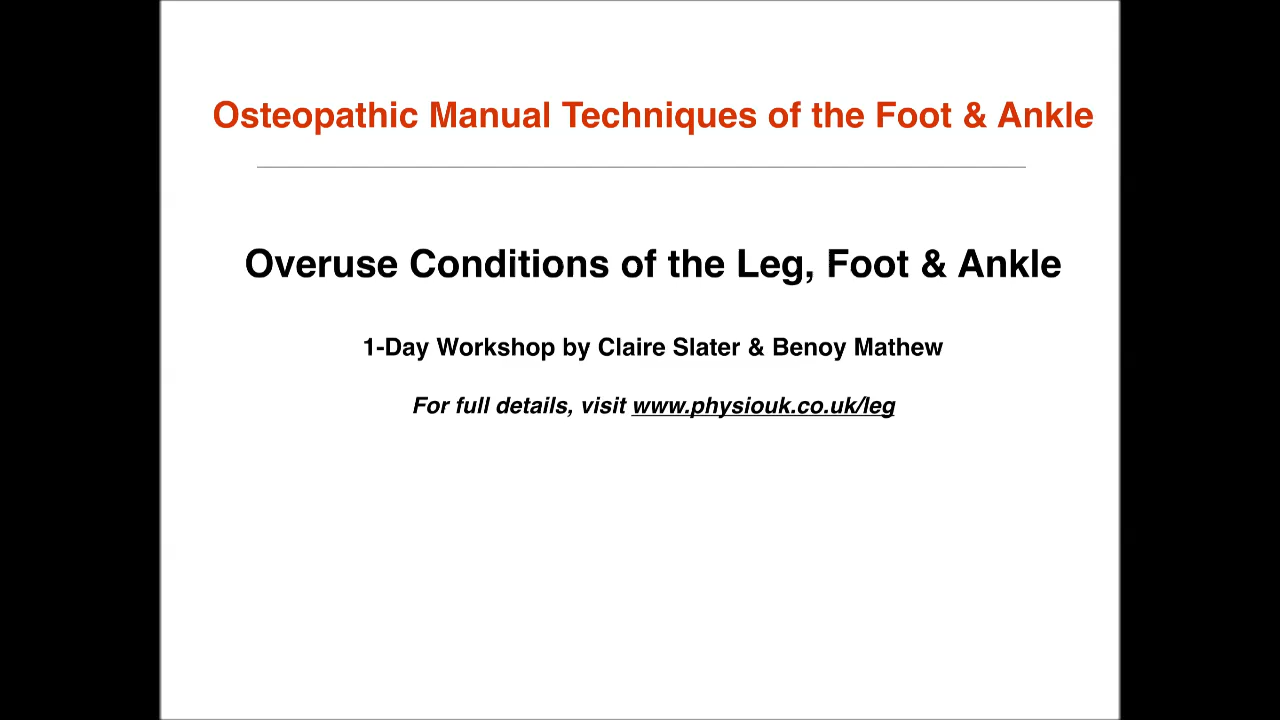 Osteopathic Manual Techniques of the Foot & Ankle
Overuse Conditions of the Leg, Foot & Ankle
1-Day Workshop by Claire Slater & Benoy Mathew
For full details, visit www.physiouk.co.uk/leg